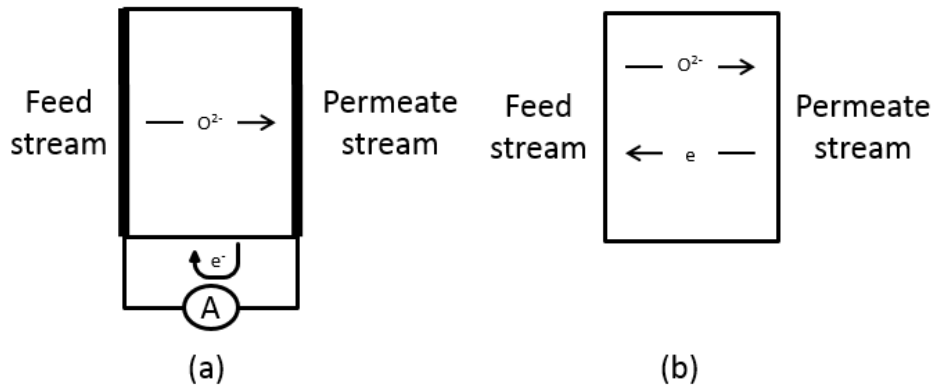 Feed
stream
O²⁻
Permeate
stream
e⁻
A
(a)
Feed
stream
O²⁻
e
Permeate
stream
(b)